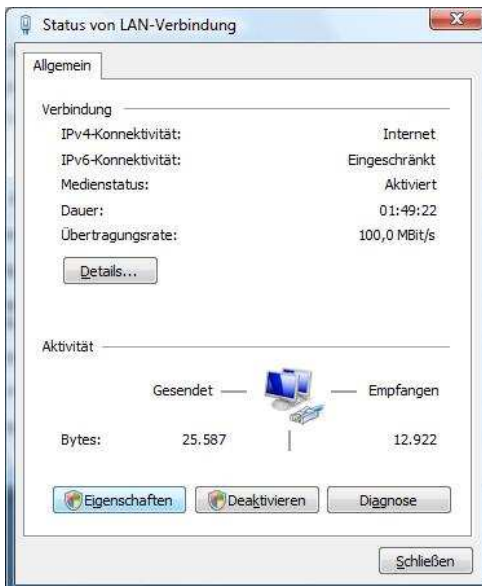 Status von LAN-Verbindung
Allgemein
Verbindung
IPv4-Konnektivität: Internet
IPv6-Konnektivität: Eingeschränkt
Medienstatus: Aktiviert
Dauer: 01:49:22
Übertragungsrate: 100,0 MBit/s
Details...
Aktivität
Gesendet Empfangen
Bytes: 25.587 12.922
Eigenschaften Deaktivieren Diagnose
Schließen